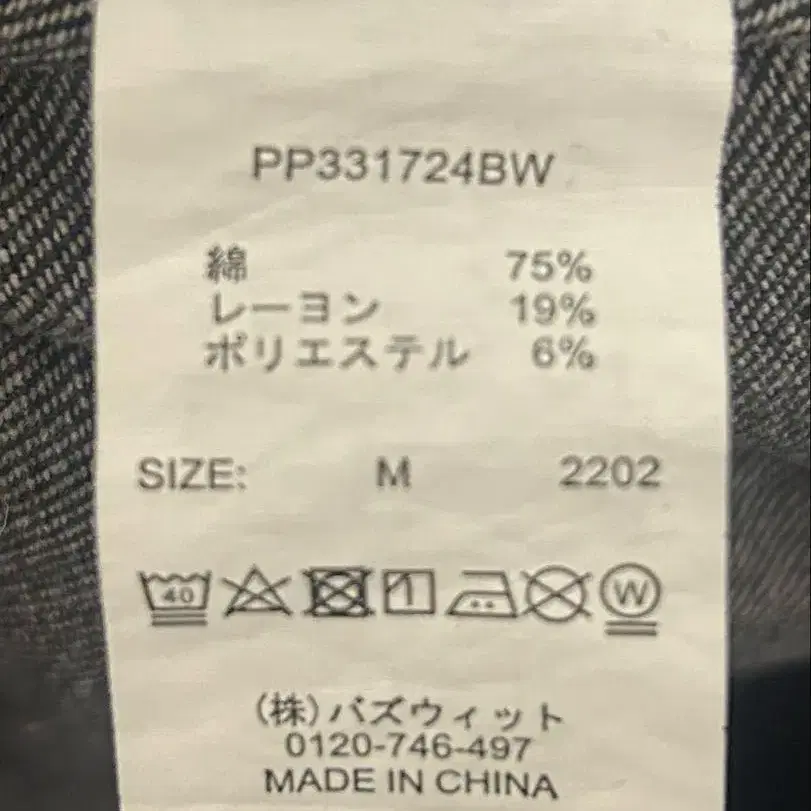 PP331724BW
綿 75%
レーヨン 19%
ポリエステル 6%
SIZE: M 2202
40 W
(株)バズウィット
0120-746-497
MADE IN CHINA